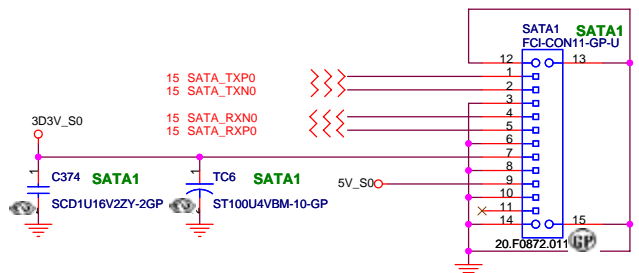 SATA1
FCI-CON11-GP-U
SATA1
12
13
15 SATA_TXP0
1
15 SATA_TXN0
2
3
15 SATA_RXN0
4
15 SATA_RXP0
5
3D3V_S0
6
7
1
C374
SATA1
1
TC6
SATA1
8
5V_S0
9
SCD1U16V2ZY-2GP
ST100U4VBM-10-GP
10
11
14
15
20.F0872.011
GP